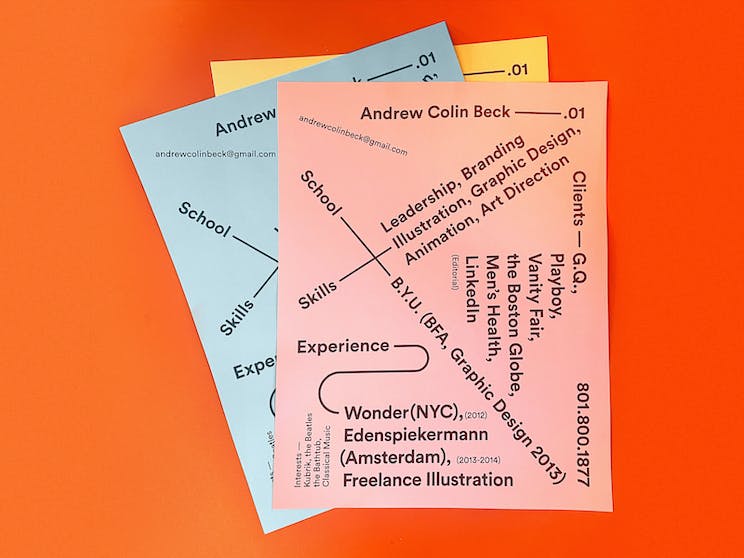 Andrew Colin Beck .01
andrewcolinbeck@gmail.com
School
B.Y.U. (BFA, Graphic Design 2013)
Skills
Leadership, Branding
Illustration, Graphic Design,
Animation, Art Direction
Clients — G.Q.,
Playboy,
Vanity Fair,
the Boston Globe,
Men's Health,
LinkedIn
(Editorial)
Experience
Wonder(NYC), (2012)
Edenspiekermann
(Amsterdam), (2013-2014)
Freelance Illustration
Interests —
Kubrik, the Beatles
the Bathtub,
Classical Music
801.800.1877
Andrew
.01
andrewcolinbeck@gmail.com
School
Skills
.01